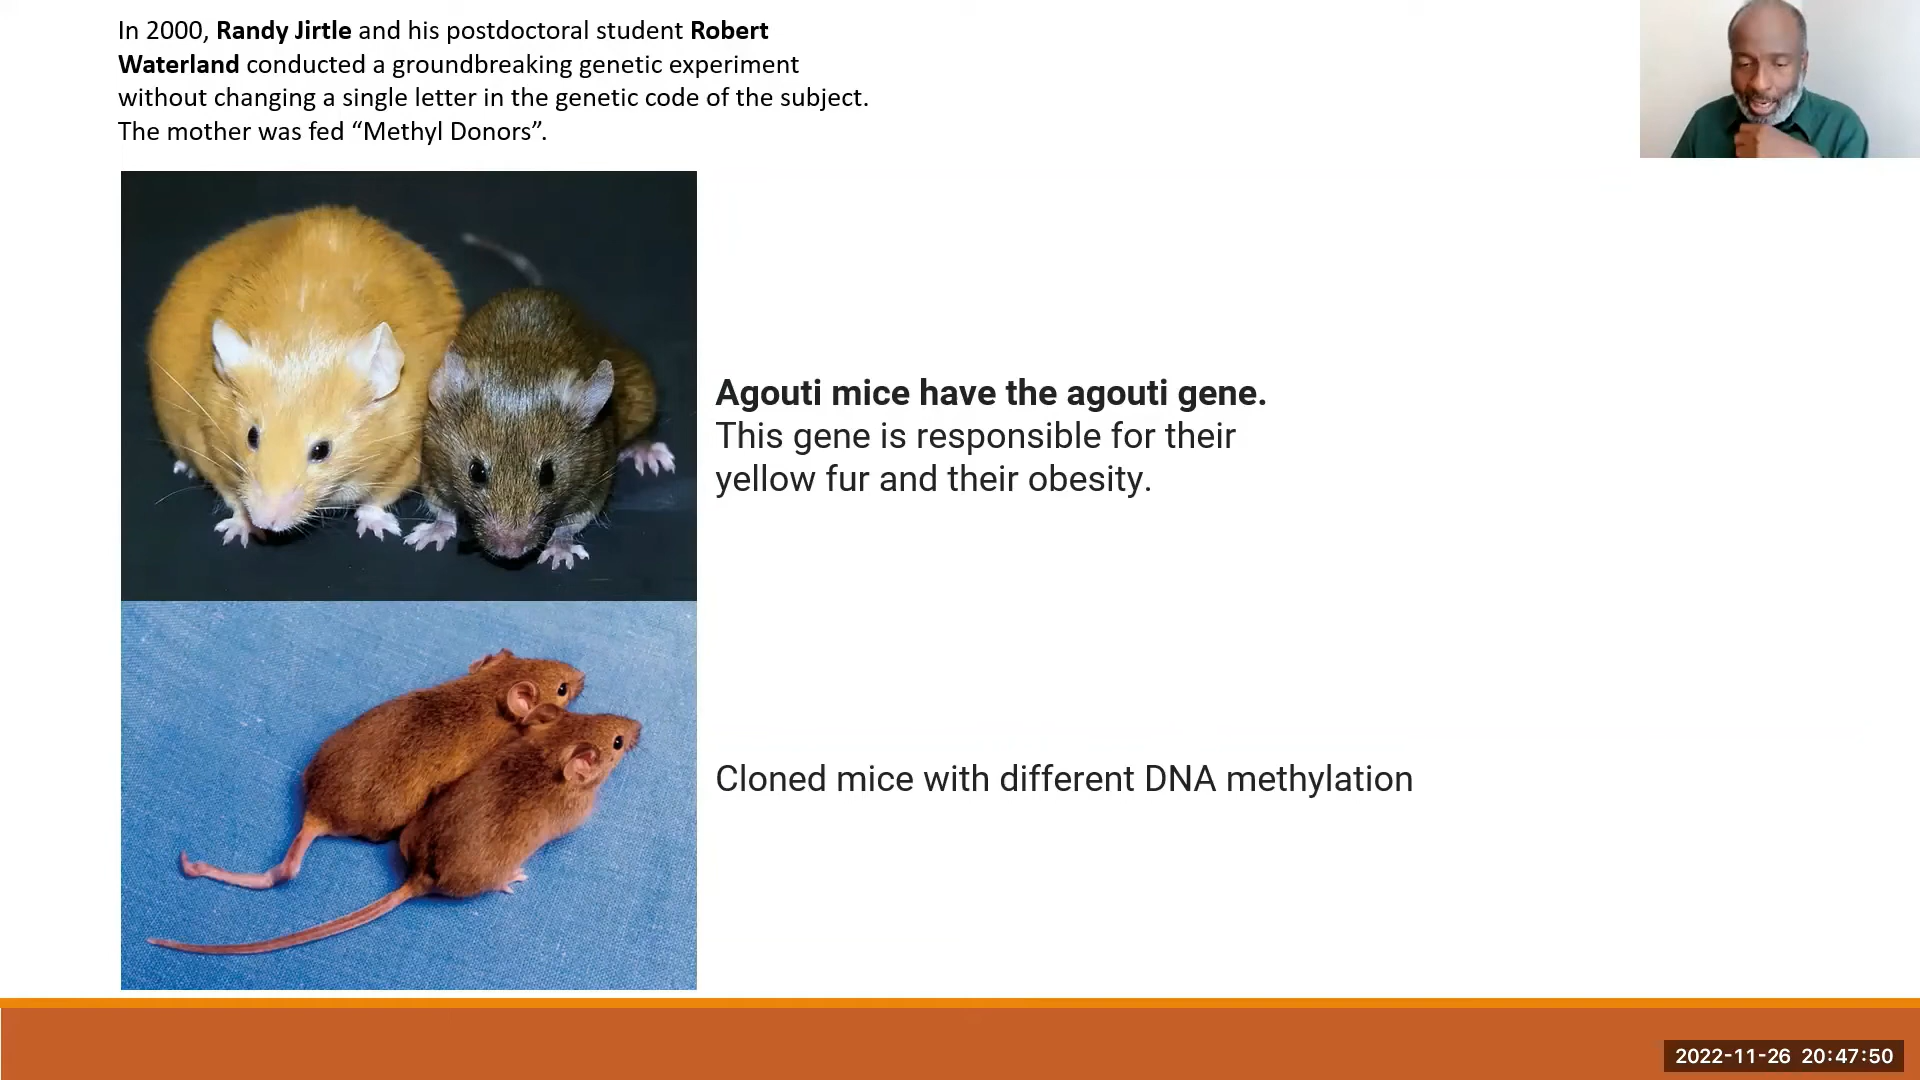 In 2000, Randy Jirtle and his postdoctoral student Robert
Waterland conducted a groundbreaking genetic experiment
without changing a single letter in the genetic code of the subject.
The mother was fed “Methyl Donors”.
Agouti mice have the agouti gene.
This gene is responsible for their
yellow fur and their obesity.
Cloned mice with different DNA methylation
2022-11-26 20:47:50